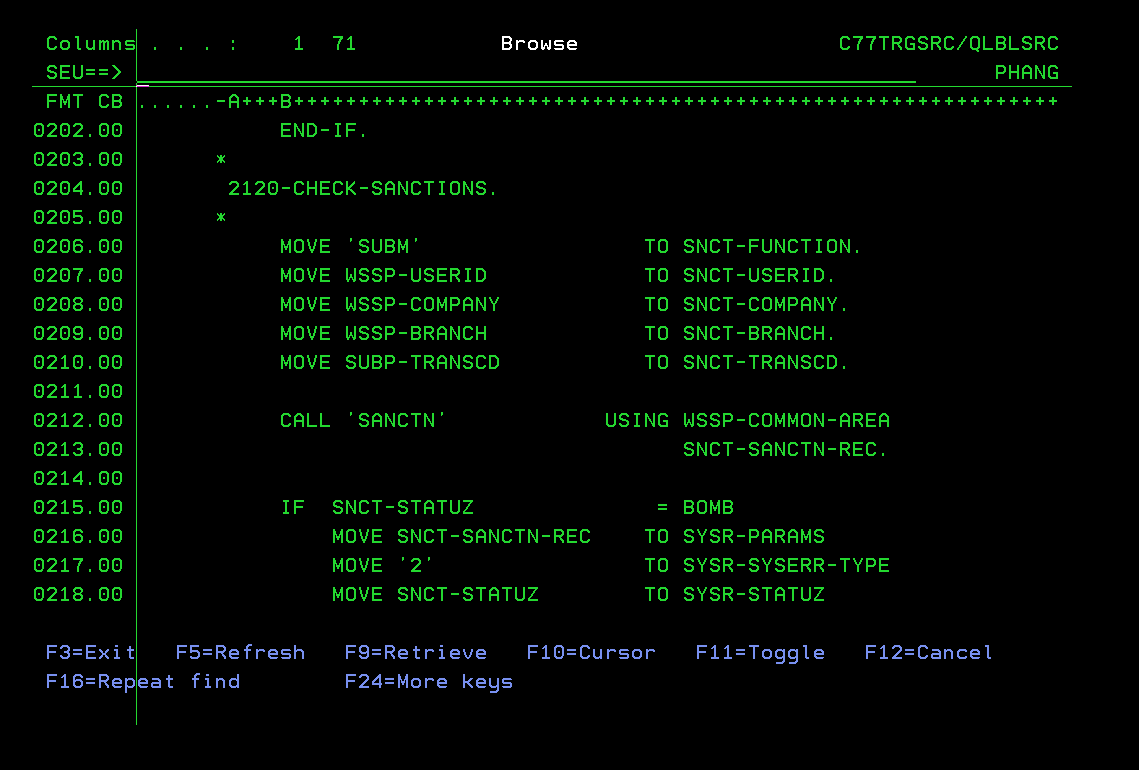 Columns . . . :    1  71           Browse                    C77TRGSRC/QLBLSRC
SEU==> ____________________________________________________________      PHANG
FMT CB ......-A+++B+++++++++++++++++++++++++++++++++++++++++++++++++++++++++++
0202.00            END-IF.
0203.00       *
0204.00        2120-CHECK-SANCTIONS.
0205.00       *
0206.00            MOVE 'SUBM'                 TO SNCT-FUNCTION.
0207.00            MOVE WSSP-USERID            TO SNCT-USERID.
0208.00            MOVE WSSP-COMPANY           TO SNCT-COMPANY.
0209.00            MOVE WSSP-BRANCH            TO SNCT-BRANCH.
0210.00            MOVE SUBP-TRANSCD           TO SNCT-TRANSCD.
0211.00
0212.00            CALL 'SANCTN'            USING WSSP-COMMON-AREA
0213.00                                           SNCT-SANCTN-REC.
0214.00
0215.00            IF  SNCT-STATUZ              = BOMB
0216.00                MOVE SNCT-SANCTN-REC    TO SYSR-PARAMS
0217.00                MOVE '2'                TO SYSR-SYSERR-TYPE
0218.00                MOVE SNCT-STATUZ        TO SYSR-STATUZ
F3=Exit   F5=Refresh   F9=Retrieve   F10=Cursor   F11=Toggle   F12=Cancel
F16=Repeat find        F24=More keys